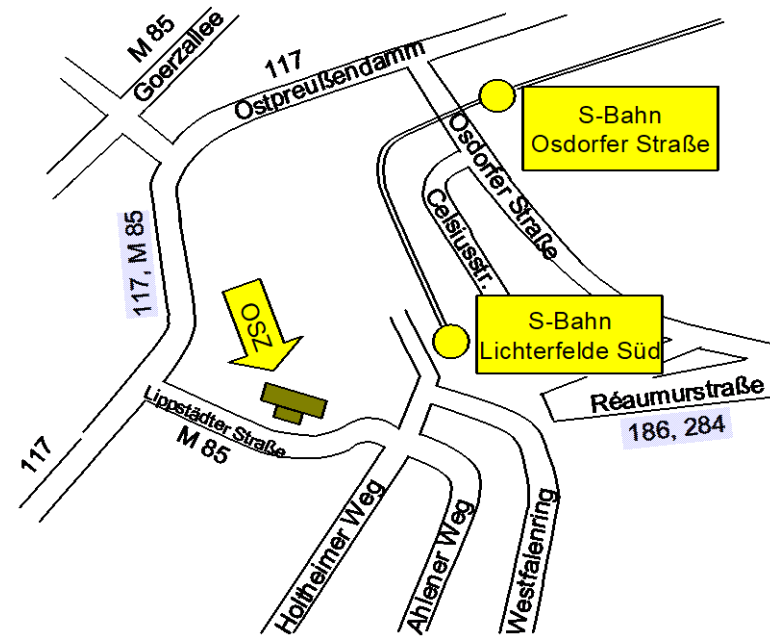 M 85
Goerzallee
117
Ostpreußendamm
S-Bahn
Osdorfer Straße
Osdorfer Straße
Celsiusstr.
117, M 85
OSZ
S-Bahn
Lichterfelde Süd
Lippstädter Straße
M 85
Réaumurstraße
186, 284
117
Holtheimer Weg
Ahlener Weg
Westfalenring